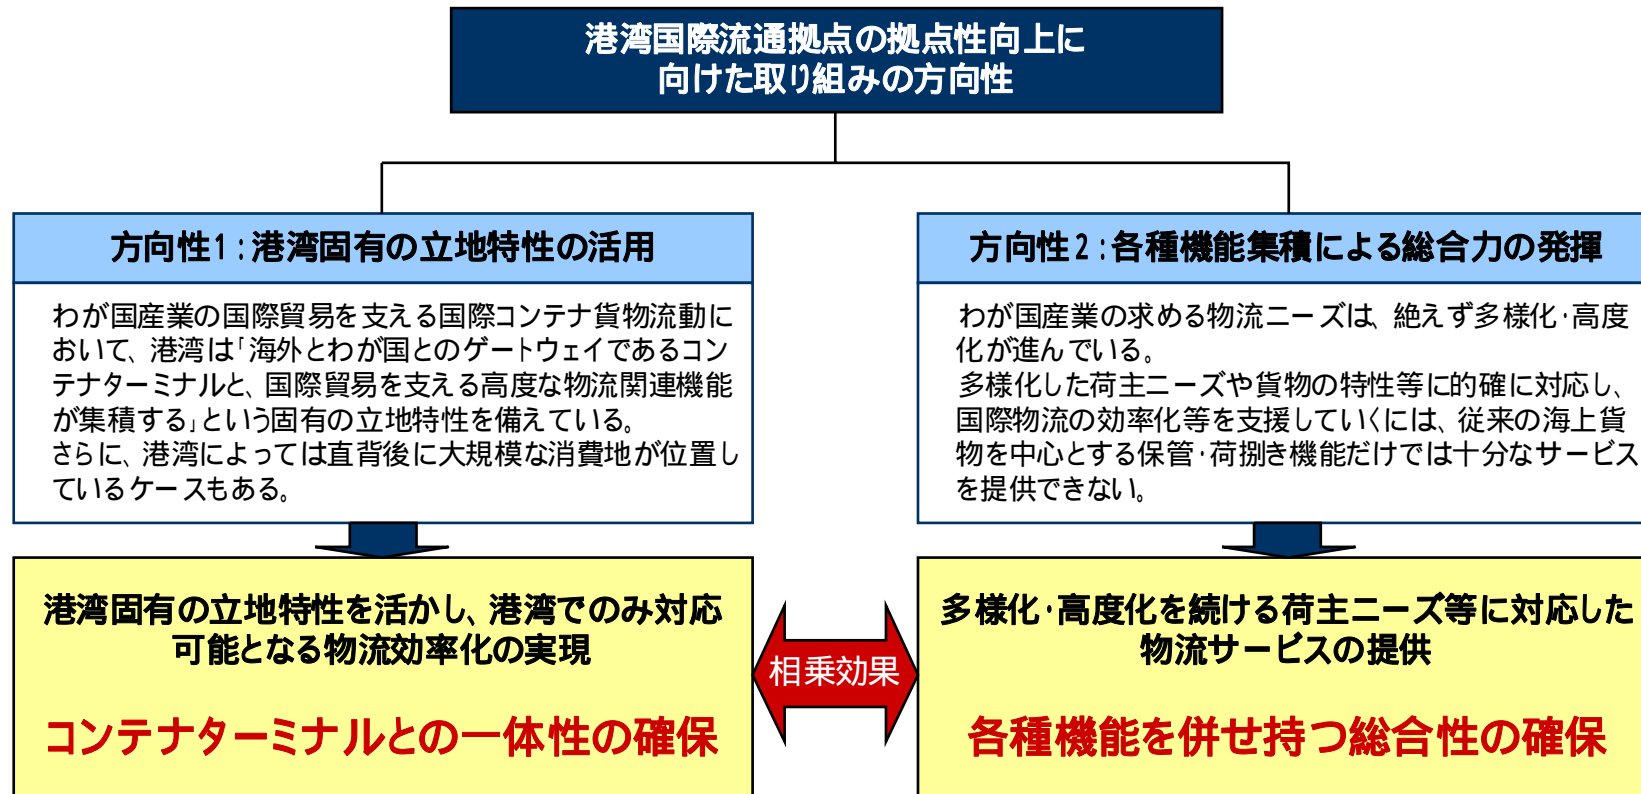 港湾国際流通拠点の拠点性向上に
向けた取り組みの方向性
方向性1:港湾固有の立地特性の活用
わが国産業の国際貿易を支える国際コンテナ貨物流動に
おいて、港湾は「海外とわが国とのゲートウェイであるコン
テナターミナルと、国際貿易を支える高度な物流関連機能
が集積する」という固有の立地特性を備えている。
さらに、港湾によっては直背後に大規模な消費地が位置し
ているケースもある。
港湾固有の立地特性を活かし、港湾でのみ対応
可能となる物流効率化の実現
コンテナターミナルとの一体性の確保
相乗効果
方向性2:各種機能集積による総合力の発揮
わが国産業の求める物流ニーズは、絶えず多様化・高度
化が進んでいる。
多様化した荷主ニーズや貨物の特性等に的確に対応し、
国際物流の効率化等を支援していくには、従来の海上貨
物を中心とする保管・荷捌き機能だけでは十分なサービス
を提供できない。
多様化・高度化を続ける荷主ニーズ等に対応した
物流サービスの提供
各種機能を併せ持つ総合性の確保